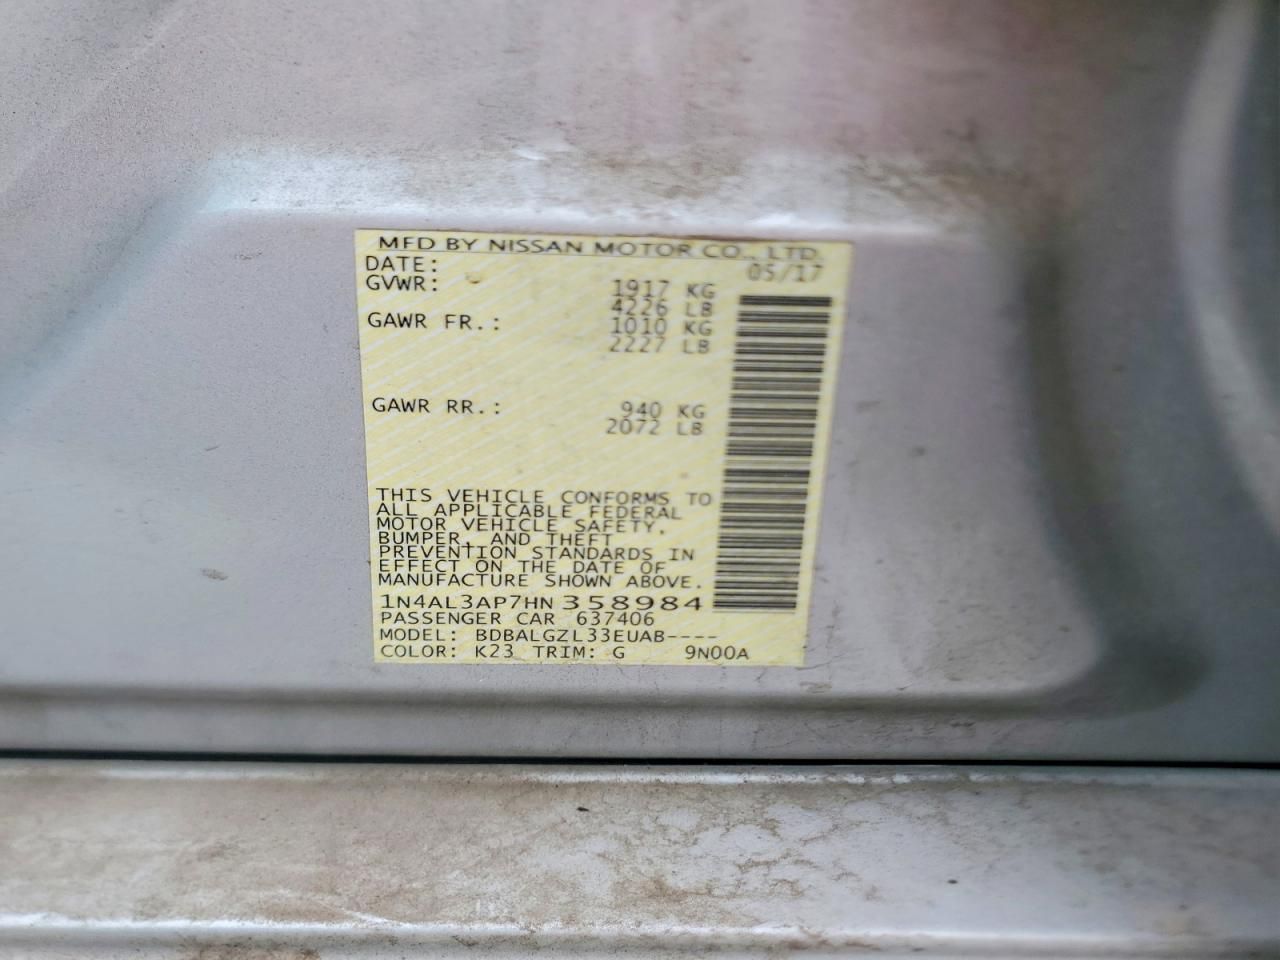 MFD BY NISSAN MOTOR CO., LTD.
DATE: 05/17
GVWR: 1917 KG
4226 LB
GAWR FR.: 1010 KG
2227 LB
GAWR RR.: 940 KG
2072 LB
THIS VEHICLE CONFORMS TO
ALL APPLICABLE FEDERAL
MOTOR VEHICLE SAFETY,
BUMPER, AND THEFT
PREVENTION STANDARDS IN
EFFECT ON THE DATE OF
MANUFACTURE SHOWN ABOVE.
1N4AL3AP7HN 358984
PASSENGER CAR 637406
MODEL: BDBALGZL33EUAB----
COLOR: K23 TRIM: G 9N00A